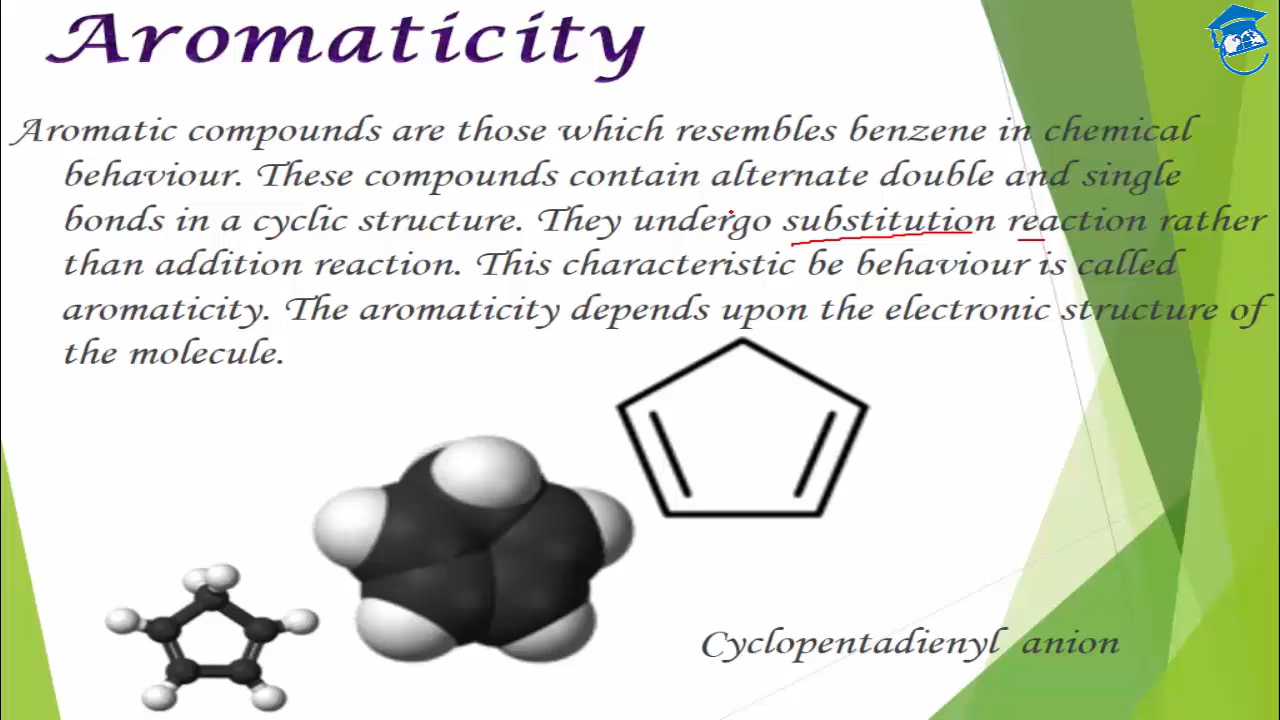 Aromaticity
Aromatic compounds are those which resembles benzene in chemical
behaviour. These compounds contain alternate double and single
bonds in a cyclic structure. They undergo substitution reaction rather
than addition reaction. This characteristic be behaviour is called
aromaticity. The aromaticity depends upon the electronic structure of
the molecule.
Cyclopentadienyl anion